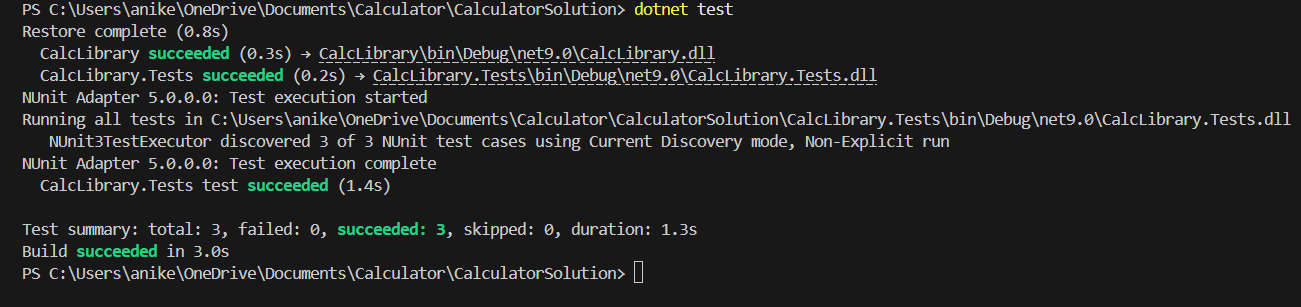 PS C:\Users\anike\OneDrive\Documents\Calculator\CalculatorSolution> dotnet test
Restore complete (0.8s)
  CalcLibrary succeeded (0.3s) → CalcLibrary\bin\Debug\net9.0\CalcLibrary.dll
  CalcLibrary.Tests succeeded (0.2s) → CalcLibrary.Tests\bin\Debug\net9.0\CalcLibrary.Tests.dll
NUnit Adapter 5.0.0.0: Test execution started
Running all tests in C:\Users\anike\OneDrive\Documents\Calculator\CalculatorSolution\CalcLibrary.Tests\bin\Debug\net9.0\CalcLibrary.Tests.dll
   NUnit3TestExecutor discovered 3 of 3 NUnit test cases using Current Discovery mode, Non-Explicit run
NUnit Adapter 5.0.0.0: Test execution complete
  CalcLibrary.Tests test succeeded (1.4s)

Test summary: total: 3, failed: 0, succeeded: 3, skipped: 0, duration: 1.3s
Build succeeded in 3.0s
PS C:\Users\anike\OneDrive\Documents\Calculator\CalculatorSolution>